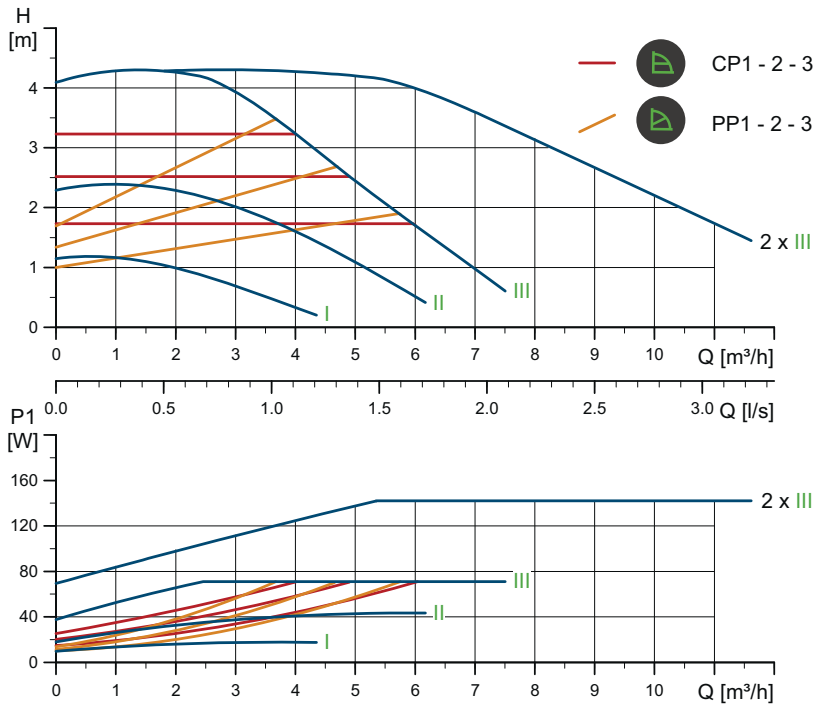 H
[m]
CP1 - 2 - 3
PP1 - 2 - 3
4
3
2
1
0
2 x III
III
II
I
0 1 2 3 4 5 6 7 8 9 10 Q [m³/h]
0.0 0.5 1.0 1.5 2.0 2.5 3.0 Q [l/s]
P1
[W]
160
120
80
40
0
2 x III
III
II
I
0 1 2 3 4 5 6 7 8 9 10 Q [m³/h]